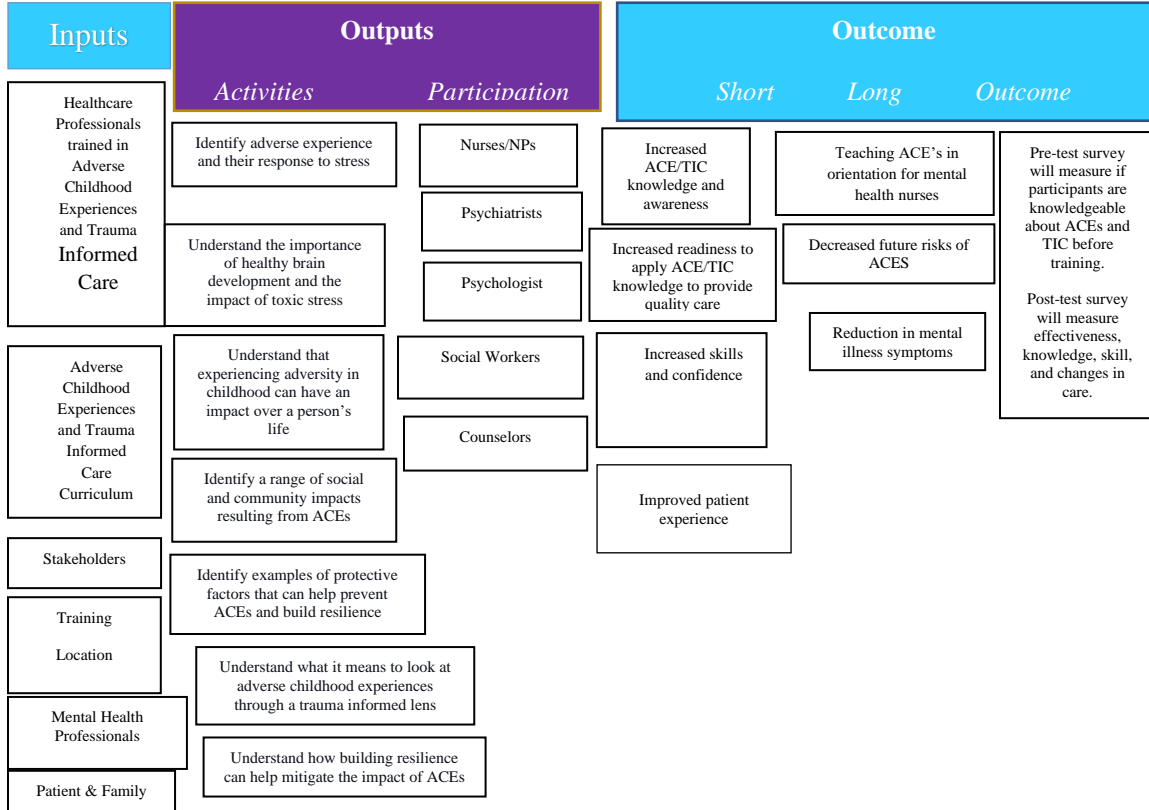 Inputs
Outputs
Activities
Participation
Outcome
Short
Long
Outcome
Healthcare
Professionals
trained in
Adverse
Childhood
Experiences
and Trauma
Informed
Care
Adverse
Childhood
Experiences
and Trauma
Informed
Care
Curriculum
Stakeholders
Training
Location
Mental Health
Professionals
Patient & Family
Identify adverse experience
and their response to stress
Understand the importance
of healthy brain
development and the
impact of toxic stress
Understand that
experiencing adversity in
childhood can have an
impact over a person's
life
Identify a range of social
and community impacts
resulting from ACEs
Identify examples of protective
factors that can help prevent
ACEs and build resilience
Understand what it means to look at
adverse childhood experiences
through a trauma informed lens
Understand how building resilience
can help mitigate the impact of ACEs
Nurses/NPs
Psychiatrists
Psychologist
Social Workers
Counselors
Increased
ACE/TIC
knowledge and
awareness
Increased readiness to
apply ACE/TIC
knowledge to provide
quality care
Increased skills
and confidence
Improved patient
experience
Teaching ACE's in
orientation for mental
health nurses
Decreased future risks of
ACES
Reduction in mental
illness symptoms
Pre-test survey
will measure if
participants are
knowledgeable
about ACEs and
TIC before
training.
Post-test survey
will measure
effectiveness,
knowledge, skill,
and changes in
care.